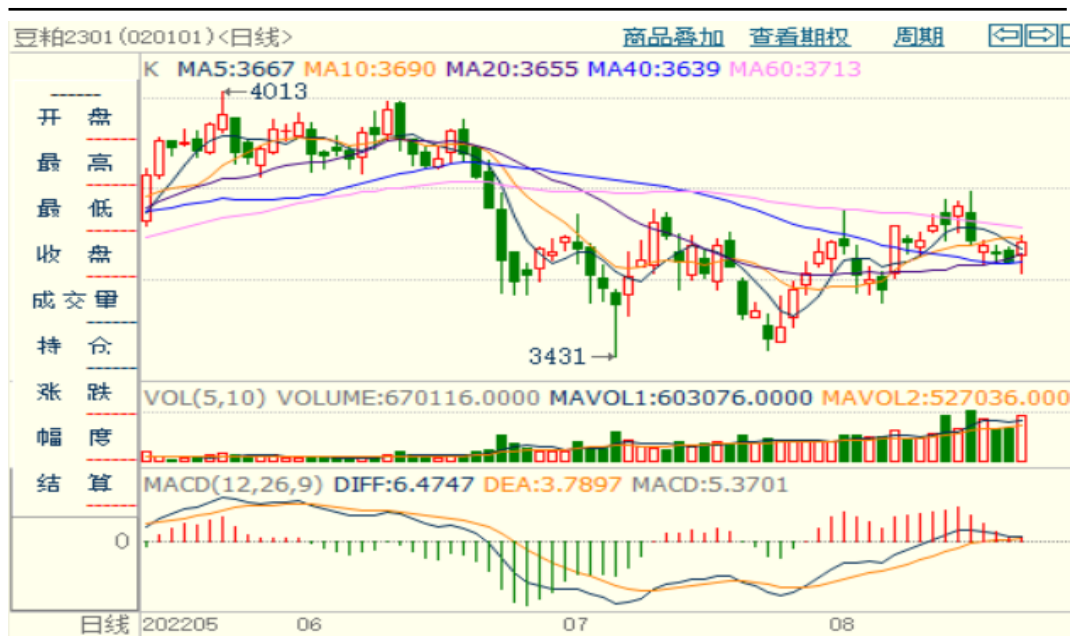 豆粕2301(020101)<日线>
商品叠加 查看期权 周期
K MA5:3667 MA10:3690 MA20:3655 MA40:3639 MA60:3713
4013
开 盘
最 高
最 低
收 盘
成交量
持 仓
3431
涨 跌
VOL(5,10) VOLUME:670116.0000 MAVOL1:603076.0000 MAVOL2:527036.000
幅 度
结 算
MACD(12,26,9) DIFF:6.4747 DEA:3.7897 MACD:5.3701
0
日线 202205 06 07 08